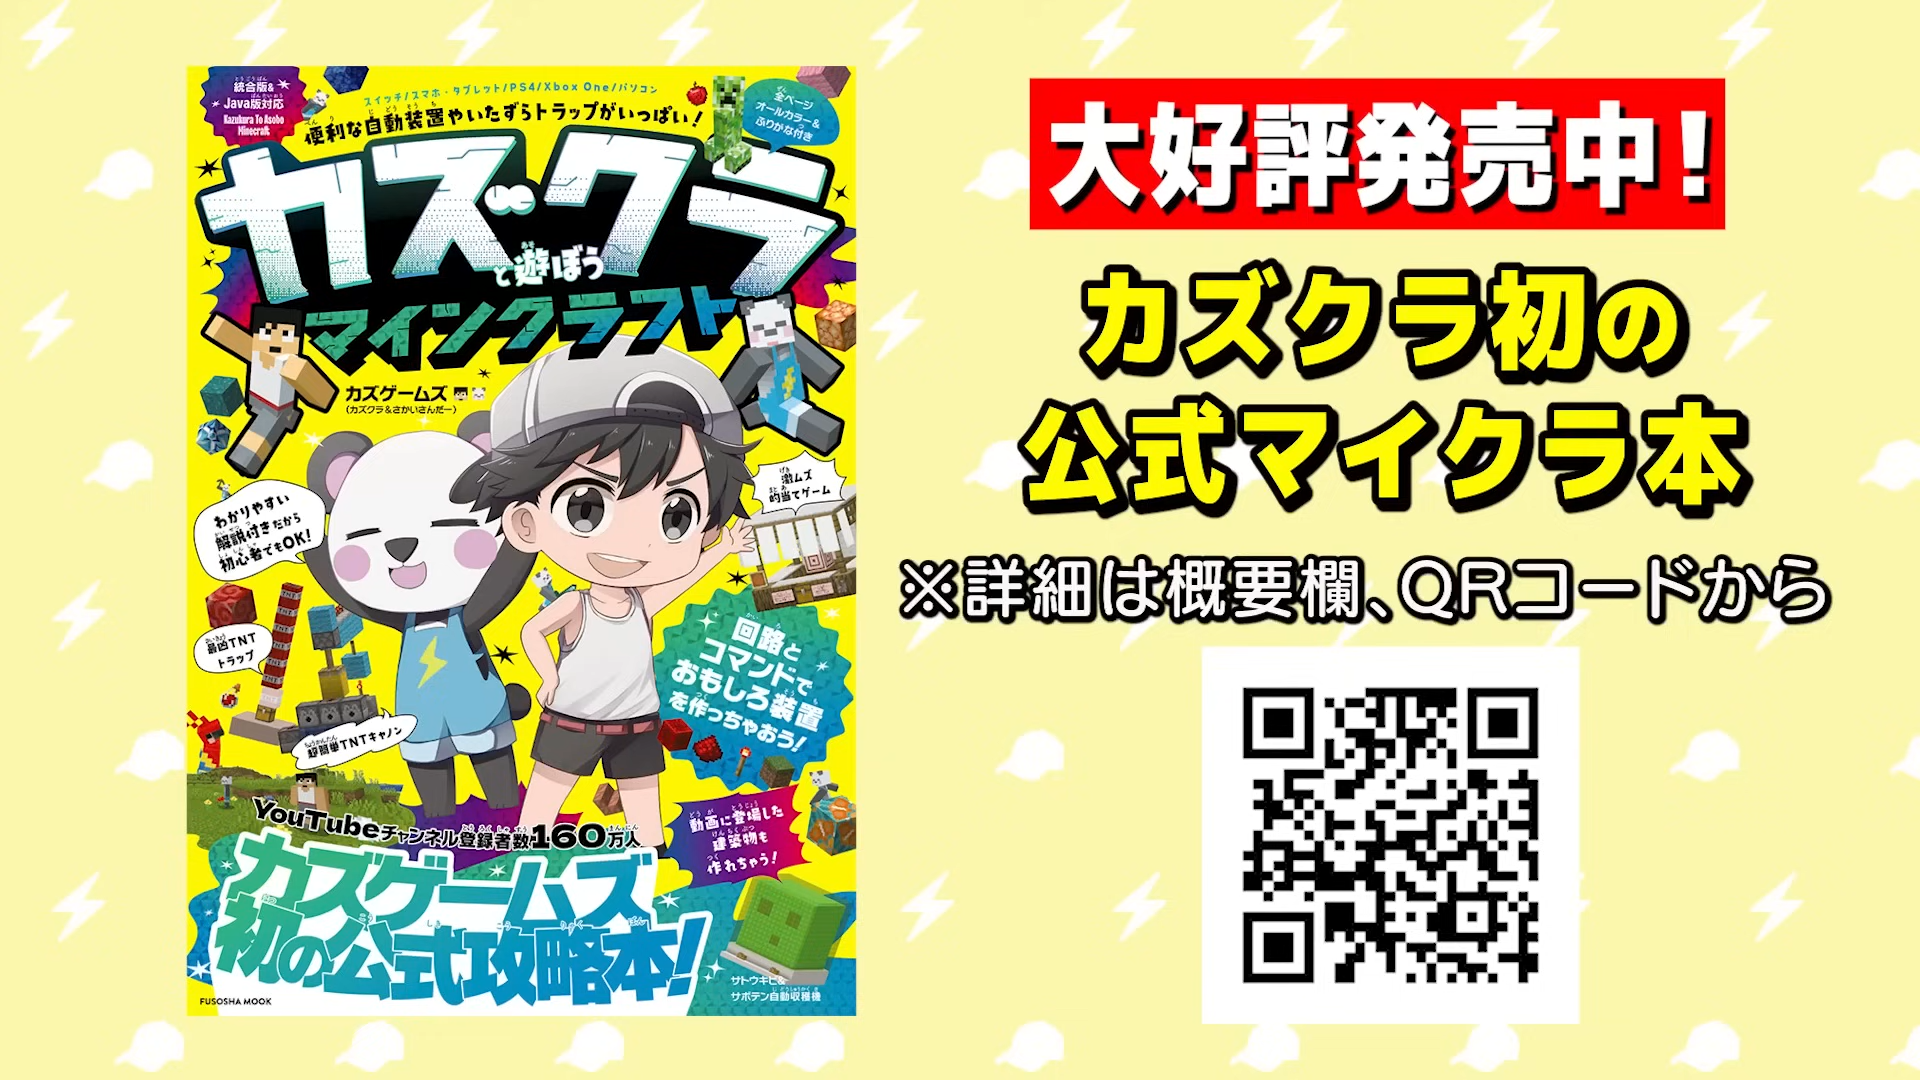 統合版&
Java版対応
Kazukura To Asobo
Minecraft
スイッチ/スマホ・タブレット/PS4/Xbox One/パソコン
便利な自動装置やいたずらトラップがいっぱい!
全ページ
オールカラー&
ふりがな付き
カズクラ
と遊ぼう
マインクラフト
カズゲームズ
(カズクラ&さかいさんだー)
わかりやすい
解説付きだから
初心者でもOK!
激ムズ
的当てゲーム
最凶TNT
トラップ
超簡単TNTキャノン
回路と
コマンドで
おもしろ装置
を作っちゃおう!
動画に登場した
建築物も
作れちゃう!
YouTubeチャンネル登録者数160万人
カズゲームズ
初の公式攻略本!
サトウキビ&
サボテン自動収穫機
FUSOSHA MOOK
大好評発売中!
カズクラ初の
公式マイクラ本
※詳細は概要欄、QRコードから